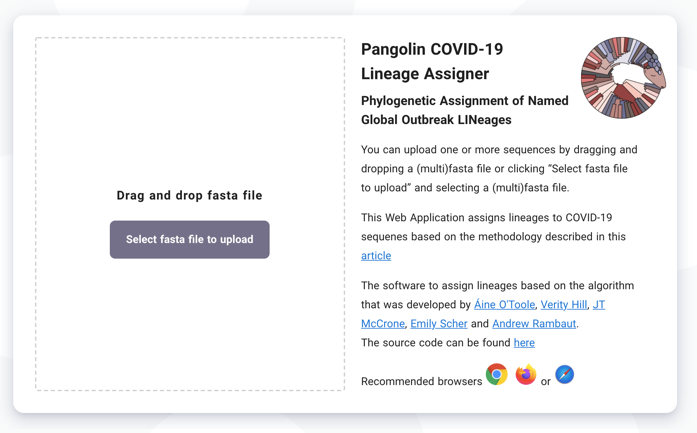 Drag and drop fasta file
Select fasta file to upload
Pangolin COVID-19
Lineage Assigner
Phylogenetic Assignment of Named
Global Outbreak LINeages
You can upload one or more sequences by dragging and
dropping a (multi)fasta file or clicking “Select fasta file
to upload” and selecting a (multi)fasta file.
This Web Application assigns lineages to COVID-19
sequenes based on the methodology described in this
article
The software to assign lineages based on the algorithm
that was developed by Áine O'Toole, Verity Hill, JT
McCrone, Emily Scher and Andrew Rambaut.
The source code can be found here
Recommended browsers or